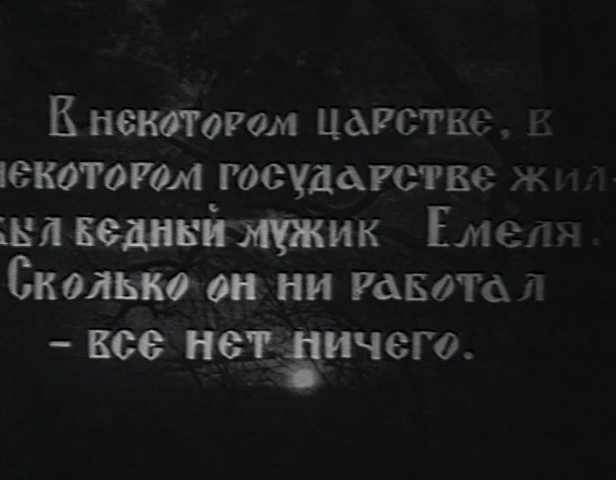 В некотором царстве, в
некотором государстве жил-
был бедный мужик Емеля.
Сколько он ни работал
– все нет ничего.